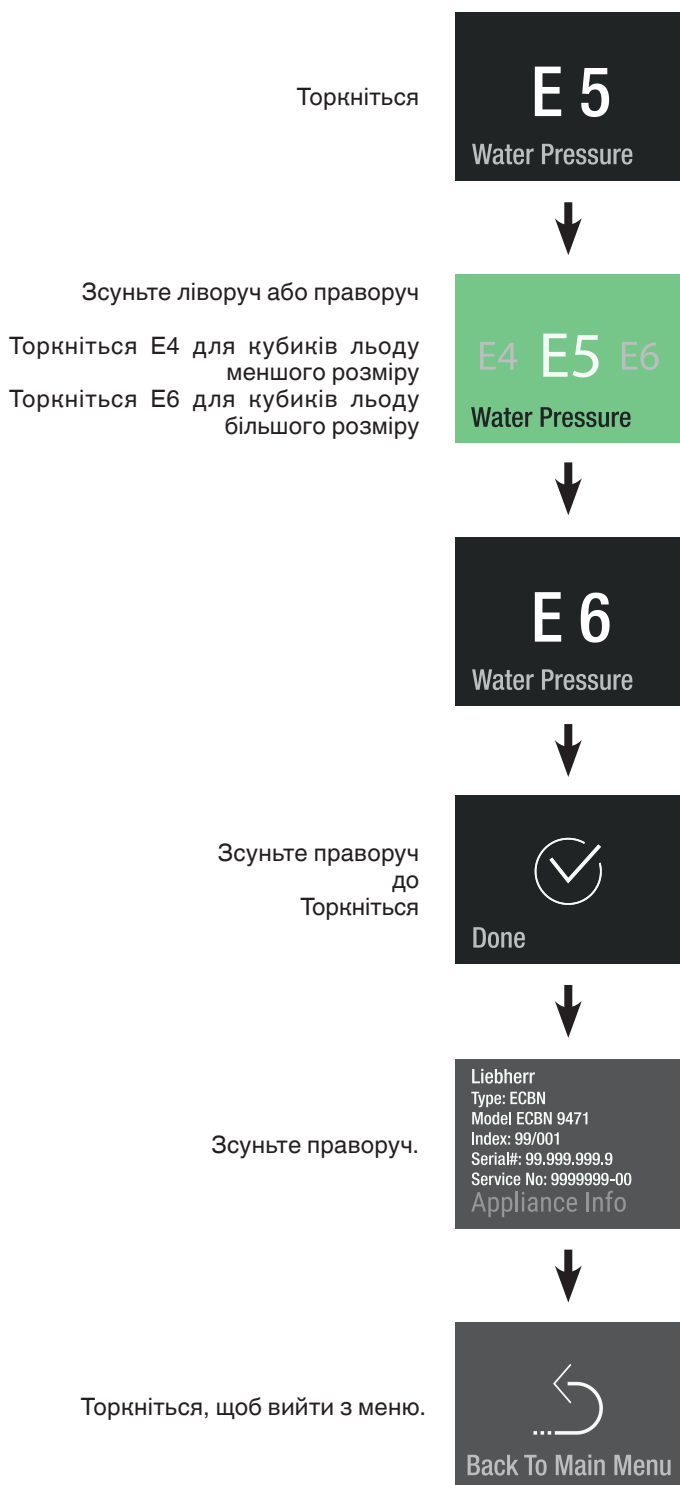 Торкніться
E 5
Water Pressure
Зсуньте ліворуч або праворуч
Торкніться E4 для кубиків льоду
меншого розміру
Торкніться E6 для кубиків льоду
більшого розміру
E4 E5 E6
Water Pressure
E 6
Water Pressure
Зсуньте праворуч
до
Торкніться
Done
Зсуньте праворуч.
Liebherr
Type: ECBN
Model ECBN 9471
Index: 99/001
Serial#: 99.999.999.9
Service No: 9999999-00
Appliance Info
Торкніться, щоб вийти з меню.
Back To Main Menu